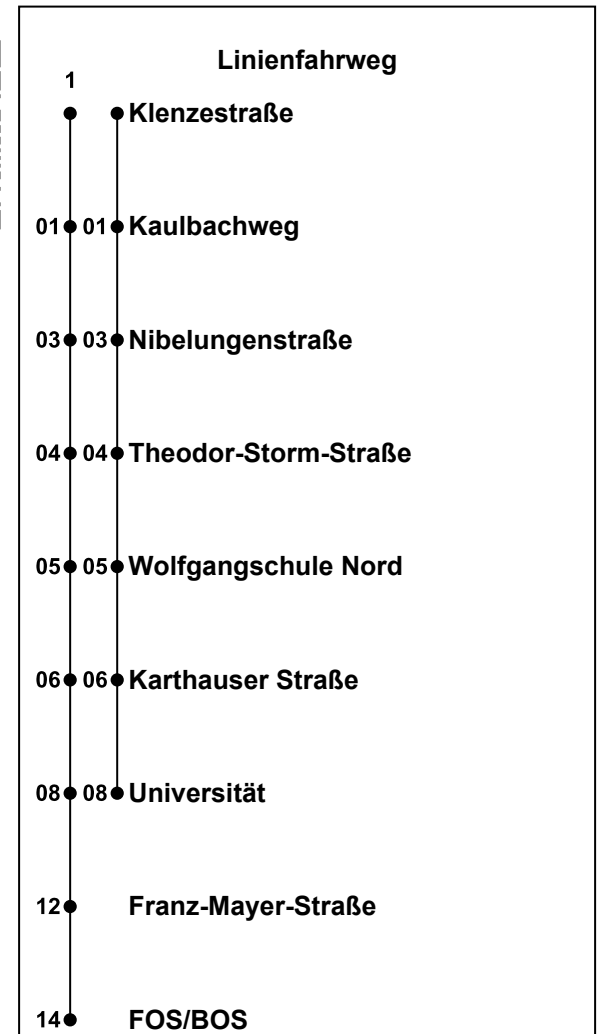 Linienfahrweg
1
Klenzestraße
01 01 Kaulbachweg
03 03 Nibelungenstraße
04 04 Theodor-Storm-Straße
05 05 Wolfgangschule Nord
06 06 Karthauser Straße
08 08 Universität
12 Franz-Mayer-Straße
14 FOS/BOS